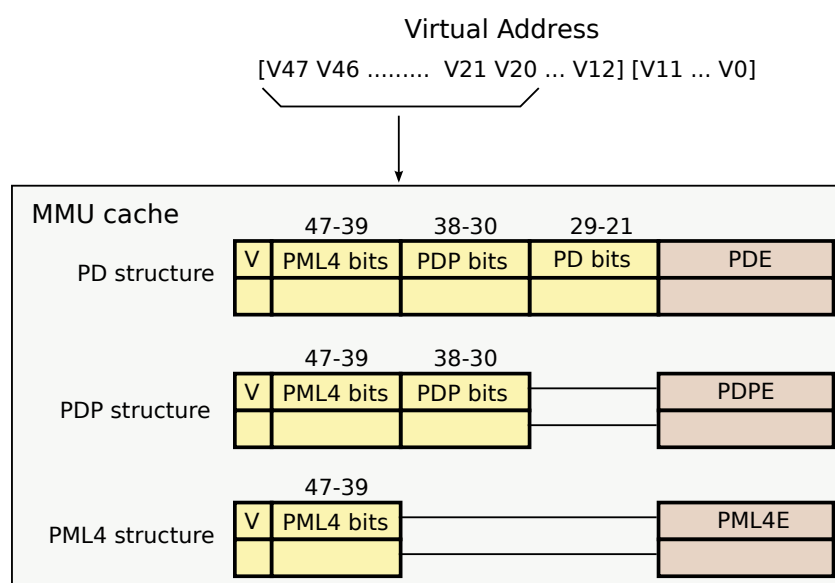 Virtual Address
[V47 V46 ......... V21 V20 ... V12] [V11 ... V0]
MMU cache
47-39 38-30 29-21
PD structure V PML4 bits PDP bits PD bits PDE
47-39 38-30
PDP structure V PML4 bits PDP bits PDPE
47-39
PML4 structure V PML4 bits PML4E